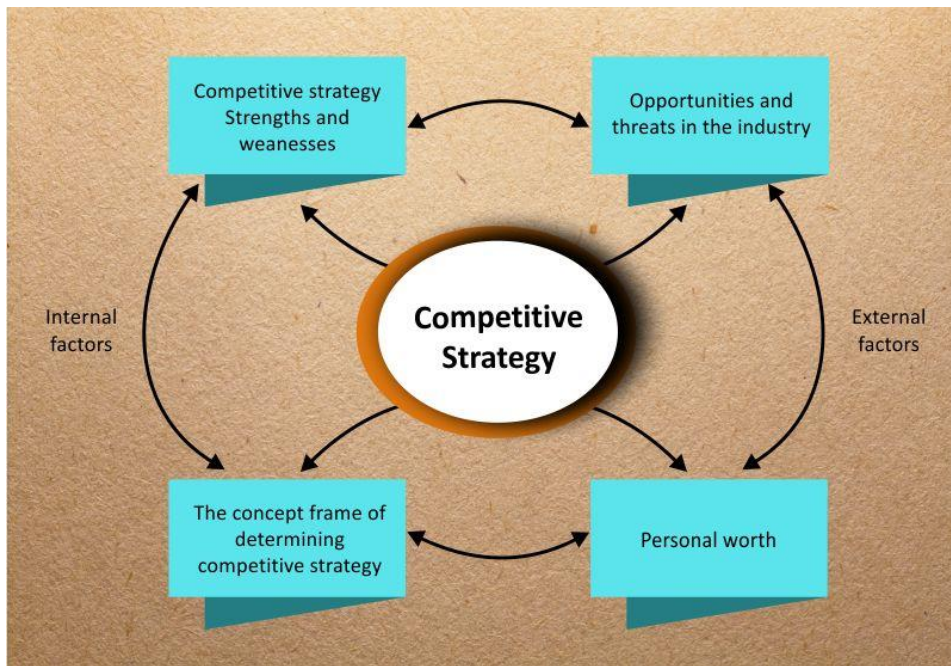 Competitive strategy
Strengths and
weanesses
Opportunities and
threats in the industry
Internal
factors
Competitive
Strategy
External
factors
The concept frame of
determining
competitive strategy
Personal worth